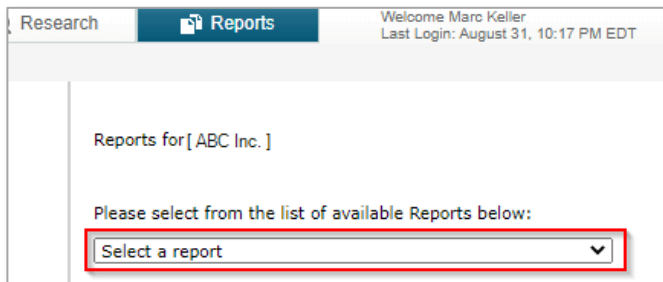 Research
Reports
Welcome Marc Keller
Last Login: August 31, 10:17 PM EDT
Reports for[ ABC Inc. ]
Please select from the list of available Reports below:
Select a report